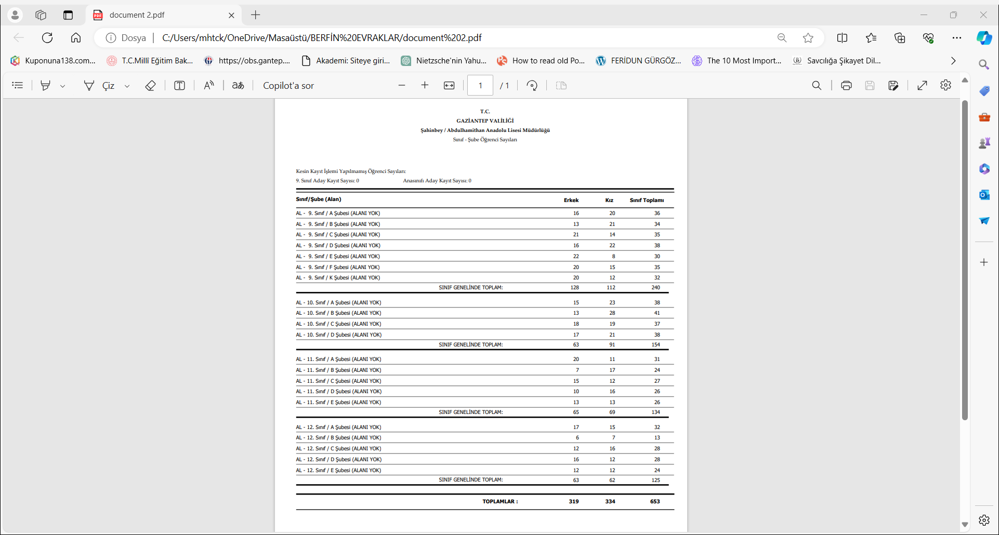 document 2.pdf
Dosya | C:/Users/mhtck/OneDrive/Masaüstü/BERFİN%20EVRAKLAR/document%202.pdf
Kuponuna138.com... T.C.Millî Eğitim Bak... https://obs.gantep.... Akademi: Siteye giri... Nietzsche'nin Yahu... How to read old Po... FERİDUN GÜRGÖZ... The 10 Most Import... Savcılığa Şikayet Dil...
Çiz Copilot'a sor 1 / 1
T.C.
GAZİANTEP VALİLİĞİ
Şahinbey / Abdulhamithan Anadolu Lisesi Müdürlüğü
Sınıf - Şube Öğrenci Sayıları
Kesin Kayıt İşlemi Yapılmamış Öğrenci Sayıları:
9. Sınıf Aday Kayıt Sayısı: 0 Anasınıfı Aday Kayıt Sayısı: 0
Sınıf/Şube (Alan) Erkek Kız Sınıf Toplamı
AL - 9. Sınıf / A Şubesi (ALANI YOK) 16 20 36
AL - 9. Sınıf / B Şubesi (ALANI YOK) 13 21 34
AL - 9. Sınıf / C Şubesi (ALANI YOK) 21 14 35
AL - 9. Sınıf / D Şubesi (ALANI YOK) 16 22 38
AL - 9. Sınıf / E Şubesi (ALANI YOK) 22 8 30
AL - 9. Sınıf / F Şubesi (ALANI YOK) 20 15 35
AL - 9. Sınıf / K Şubesi (ALANI YOK) 20 12 32
SINIF GENELİNDE TOPLAM: 128 112 240
AL - 10. Sınıf / A Şubesi (ALANI YOK) 15 23 38
AL - 10. Sınıf / B Şubesi (ALANI YOK) 13 28 41
AL - 10. Sınıf / C Şubesi (ALANI YOK) 18 19 37
AL - 10. Sınıf / D Şubesi (ALANI YOK) 17 21 38
SINIF GENELİNDE TOPLAM: 63 91 154
AL - 11. Sınıf / A Şubesi (ALANI YOK) 20 11 31
AL - 11. Sınıf / B Şubesi (ALANI YOK) 7 17 24
AL - 11. Sınıf / C Şubesi (ALANI YOK) 15 12 27
AL - 11. Sınıf / D Şubesi (ALANI YOK) 10 16 26
AL - 11. Sınıf / E Şubesi (ALANI YOK) 13 13 26
SINIF GENELİNDE TOPLAM: 65 69 134
AL - 12. Sınıf / A Şubesi (ALANI YOK) 17 15 32
AL - 12. Sınıf / B Şubesi (ALANI YOK) 6 7 13
AL - 12. Sınıf / C Şubesi (ALANI YOK) 12 16 28
AL - 12. Sınıf / D Şubesi (ALANI YOK) 16 12 28
AL - 12. Sınıf / E Şubesi (ALANI YOK) 12 12 24
SINIF GENELİNDE TOPLAM: 63 62 125
TOPLAMLAR : 319 334 653